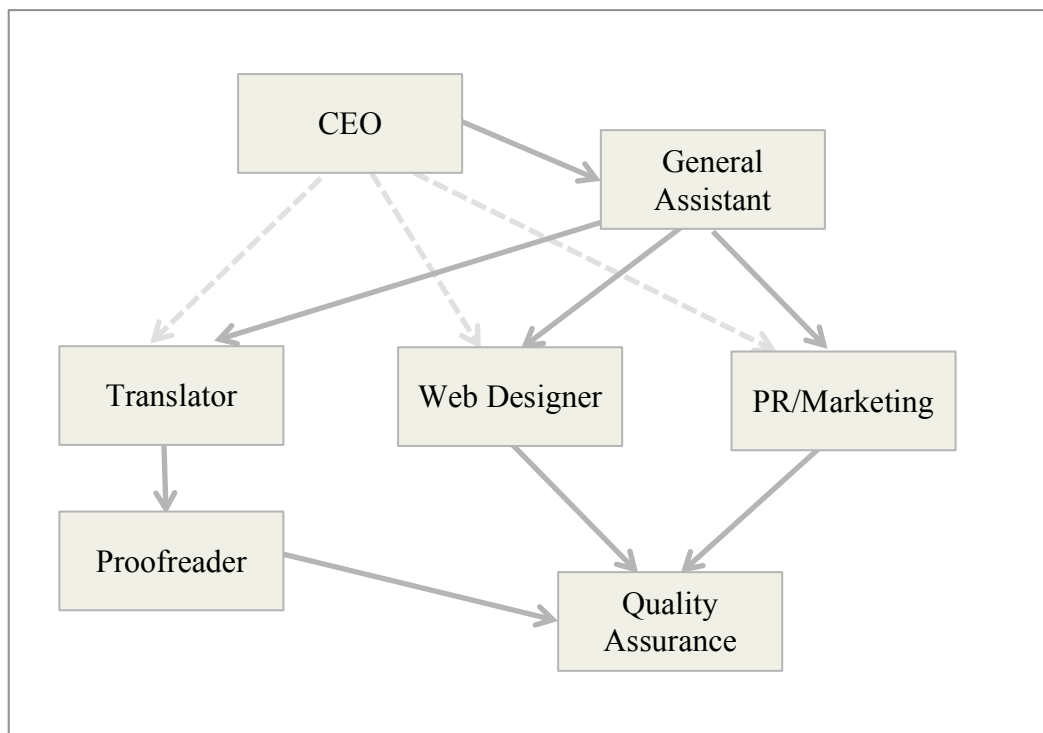 CEO
General
Assistant
Translator
Web Designer
PR/Marketing
Proofreader
Quality
Assurance